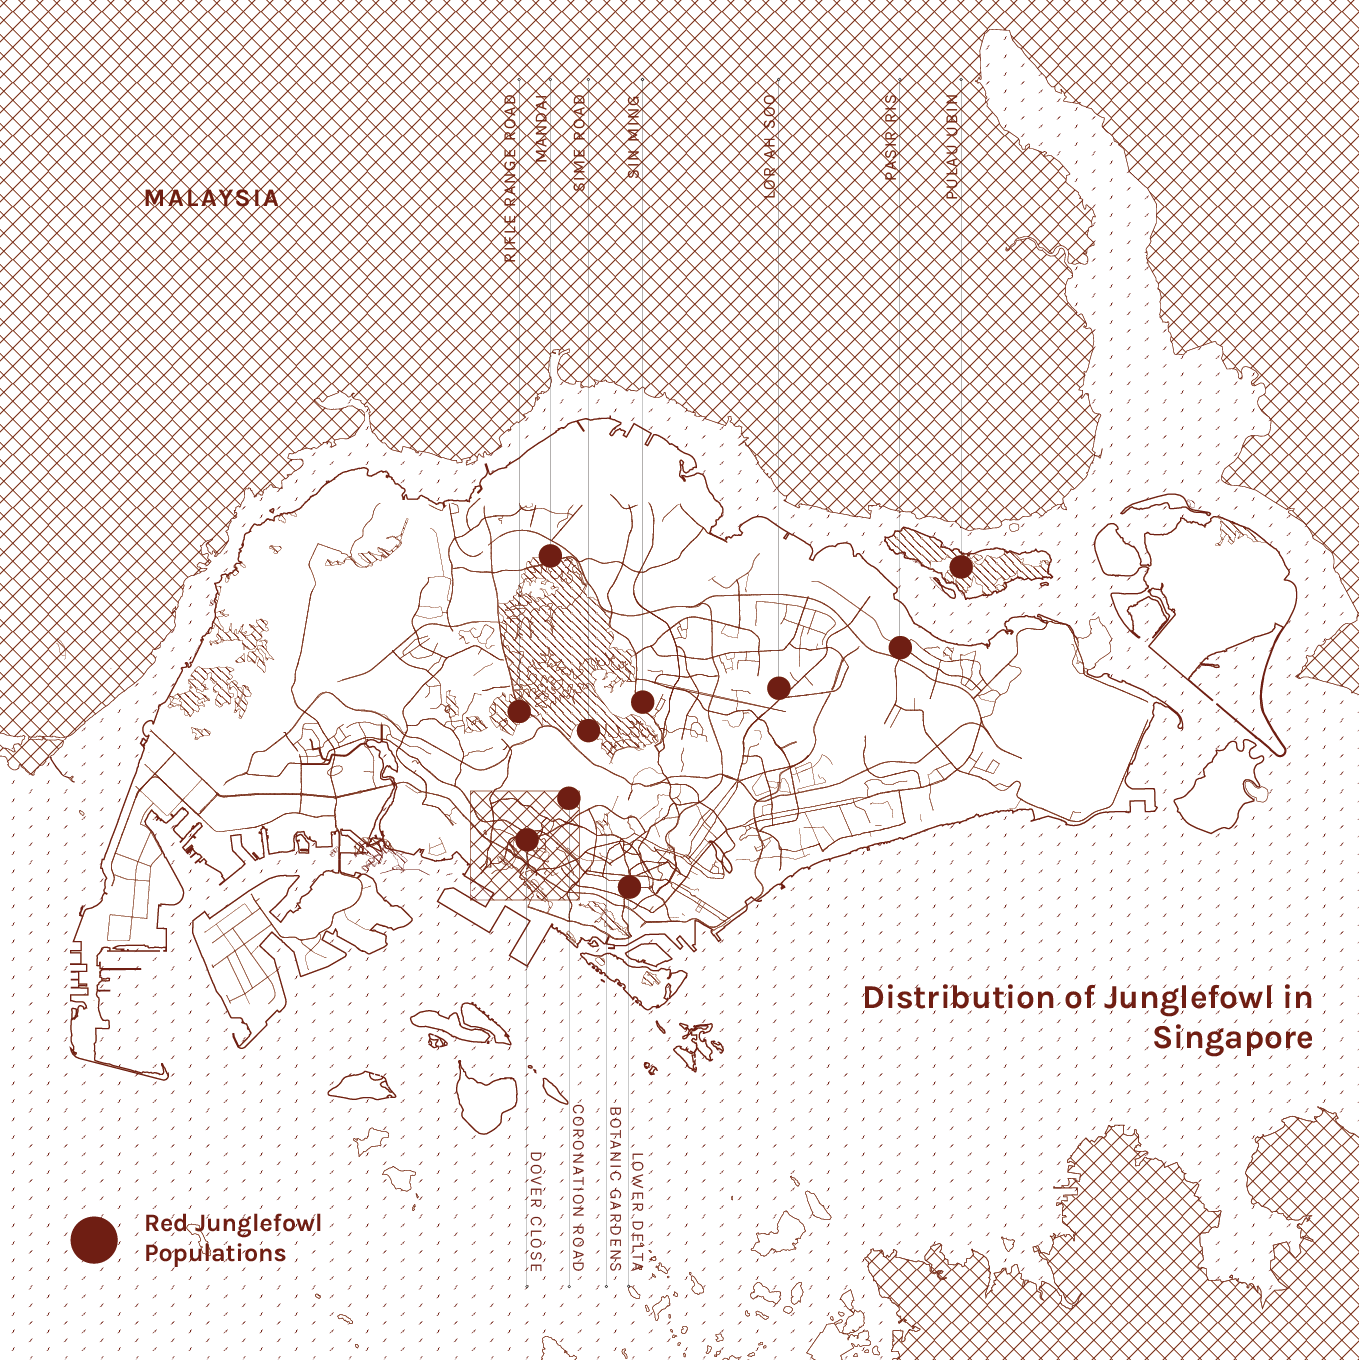 RIFLE RANGE ROAD
MANDAI
SIME ROAD
SIN MING
LOR AH SOO
PASIR RIS
PULAU UBIN
MALAYSIA
Distribution of Junglefowl in
Singapore
DOVER CLOSE
CORONATION ROAD
BOTANIC GARDENS
LOWER DELTA
Red Junglefowl
Populations